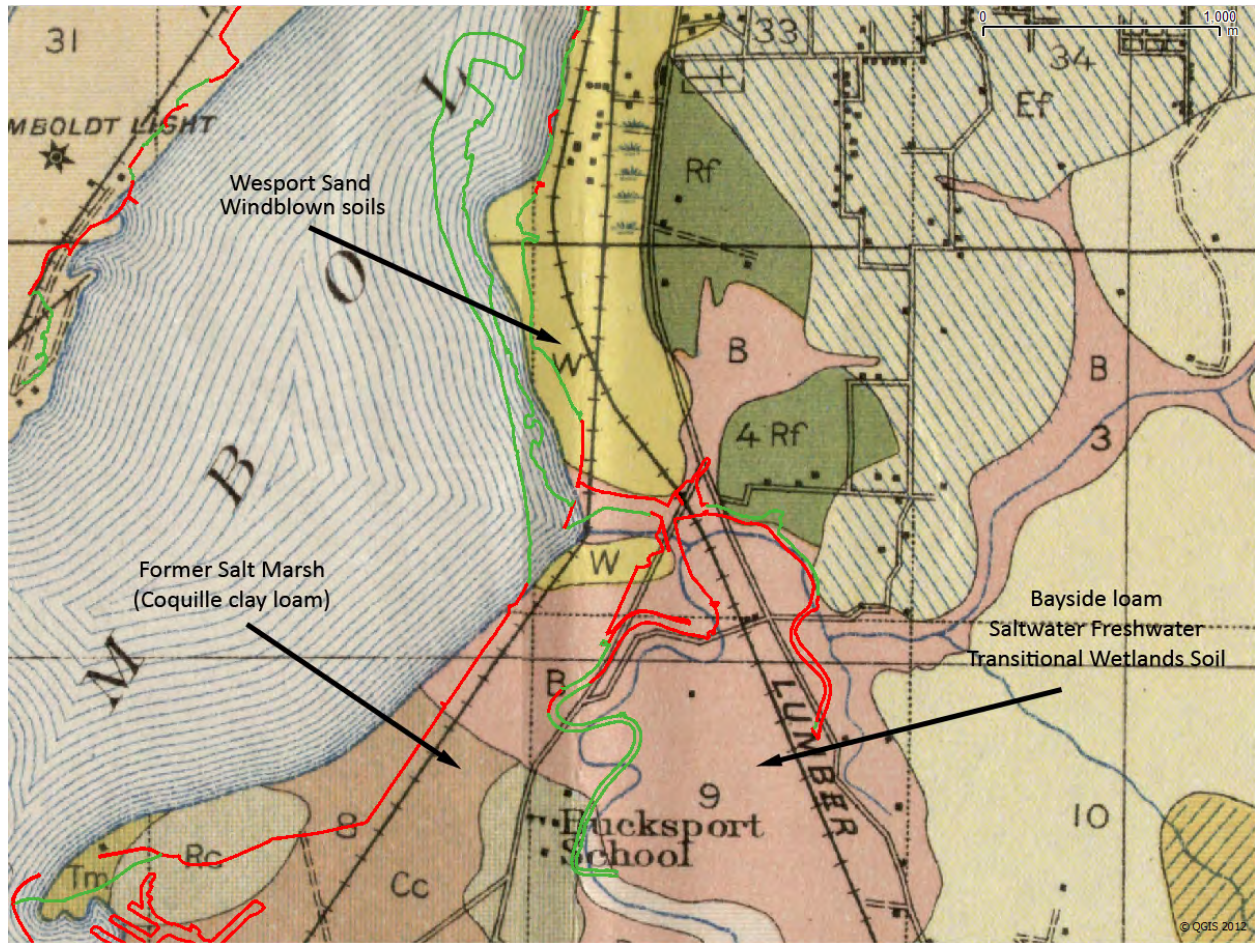 31
33
34
0
1,000
m
MBOLDT LIGHT
Ef
L
Wesport Sand
Windblown soils
Rf
O
W
B
B
4 Rf
3
B
Former Salt Marsh
(Coquille clay loam)
W
Bayside loam
Saltwater Freshwater
Transitional Wetlands Soil
M
B
LUMBER
9
8
Bucksport
School
10
Rc
Tm
Cc
© QGIS 2012